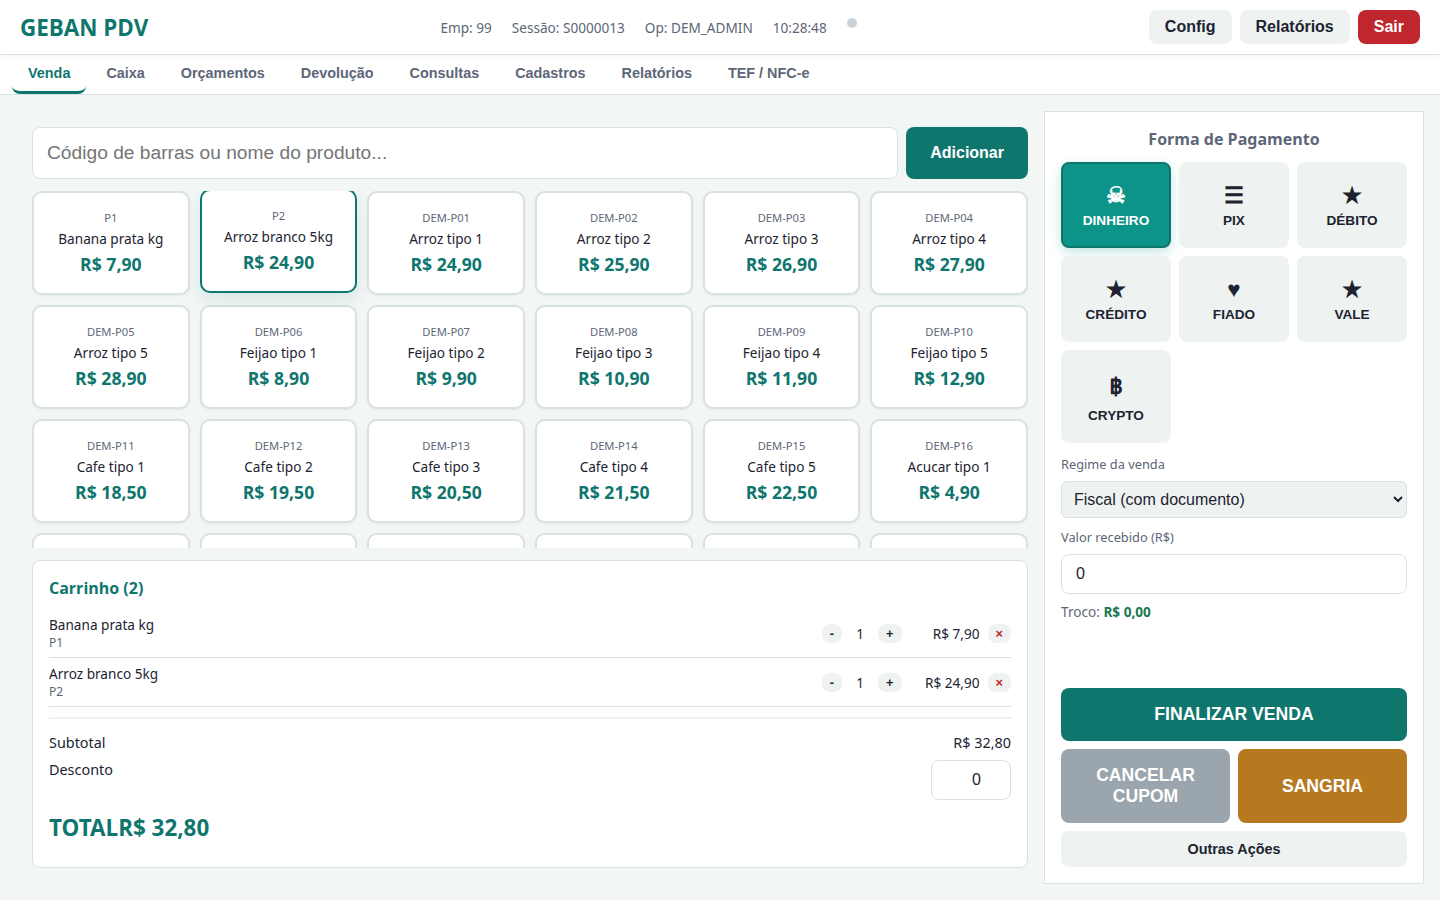 GEBAN PDV
Emp: 99 Sessão: S0000013 Op: DEM_ADMIN 10:28:48
Config Relatórios Sair
Venda Caixa Orçamentos Devolução Consultas Cadastros Relatórios TEF / NFC-e
Código de barras ou nome do produto...
Adicionar
P1
Banana prata kg
R$ 7,90
P2
Arroz branco 5kg
R$ 24,90
DEM-P01
Arroz tipo 1
R$ 24,90
DEM-P02
Arroz tipo 2
R$ 25,90
DEM-P03
Arroz tipo 3
R$ 26,90
DEM-P04
Arroz tipo 4
R$ 27,90
DEM-P05
Arroz tipo 5
R$ 28,90
DEM-P06
Feijao tipo 1
R$ 8,90
DEM-P07
Feijao tipo 2
R$ 9,90
DEM-P08
Feijao tipo 3
R$ 10,90
DEM-P09
Feijao tipo 4
R$ 11,90
DEM-P10
Feijao tipo 5
R$ 12,90
DEM-P11
Cafe tipo 1
R$ 18,50
DEM-P12
Cafe tipo 2
R$ 19,50
DEM-P13
Cafe tipo 3
R$ 20,50
DEM-P14
Cafe tipo 4
R$ 21,50
DEM-P15
Cafe tipo 5
R$ 22,50
DEM-P16
Acucar tipo 1
R$ 4,90
Carrinho (2)
Banana prata kg
P1
- 1 + R$ 7,90 ×
Arroz branco 5kg
P2
- 1 + R$ 24,90 ×
Subtotal R$ 32,80
Desconto 0
TOTALR$ 32,80
Forma de Pagamento
☠ ☰ ★
DINHEIRO PIX DÉBITO
★ ♥ ★
CRÉDITO FIADO VALE
฿
CRYPTO
Regime da venda
Fiscal (com documento)
Valor recebido (R$)
0
Troco: R$ 0,00
FINALIZAR VENDA
CANCELAR
CUPOM
SANGRIA
Outras Ações